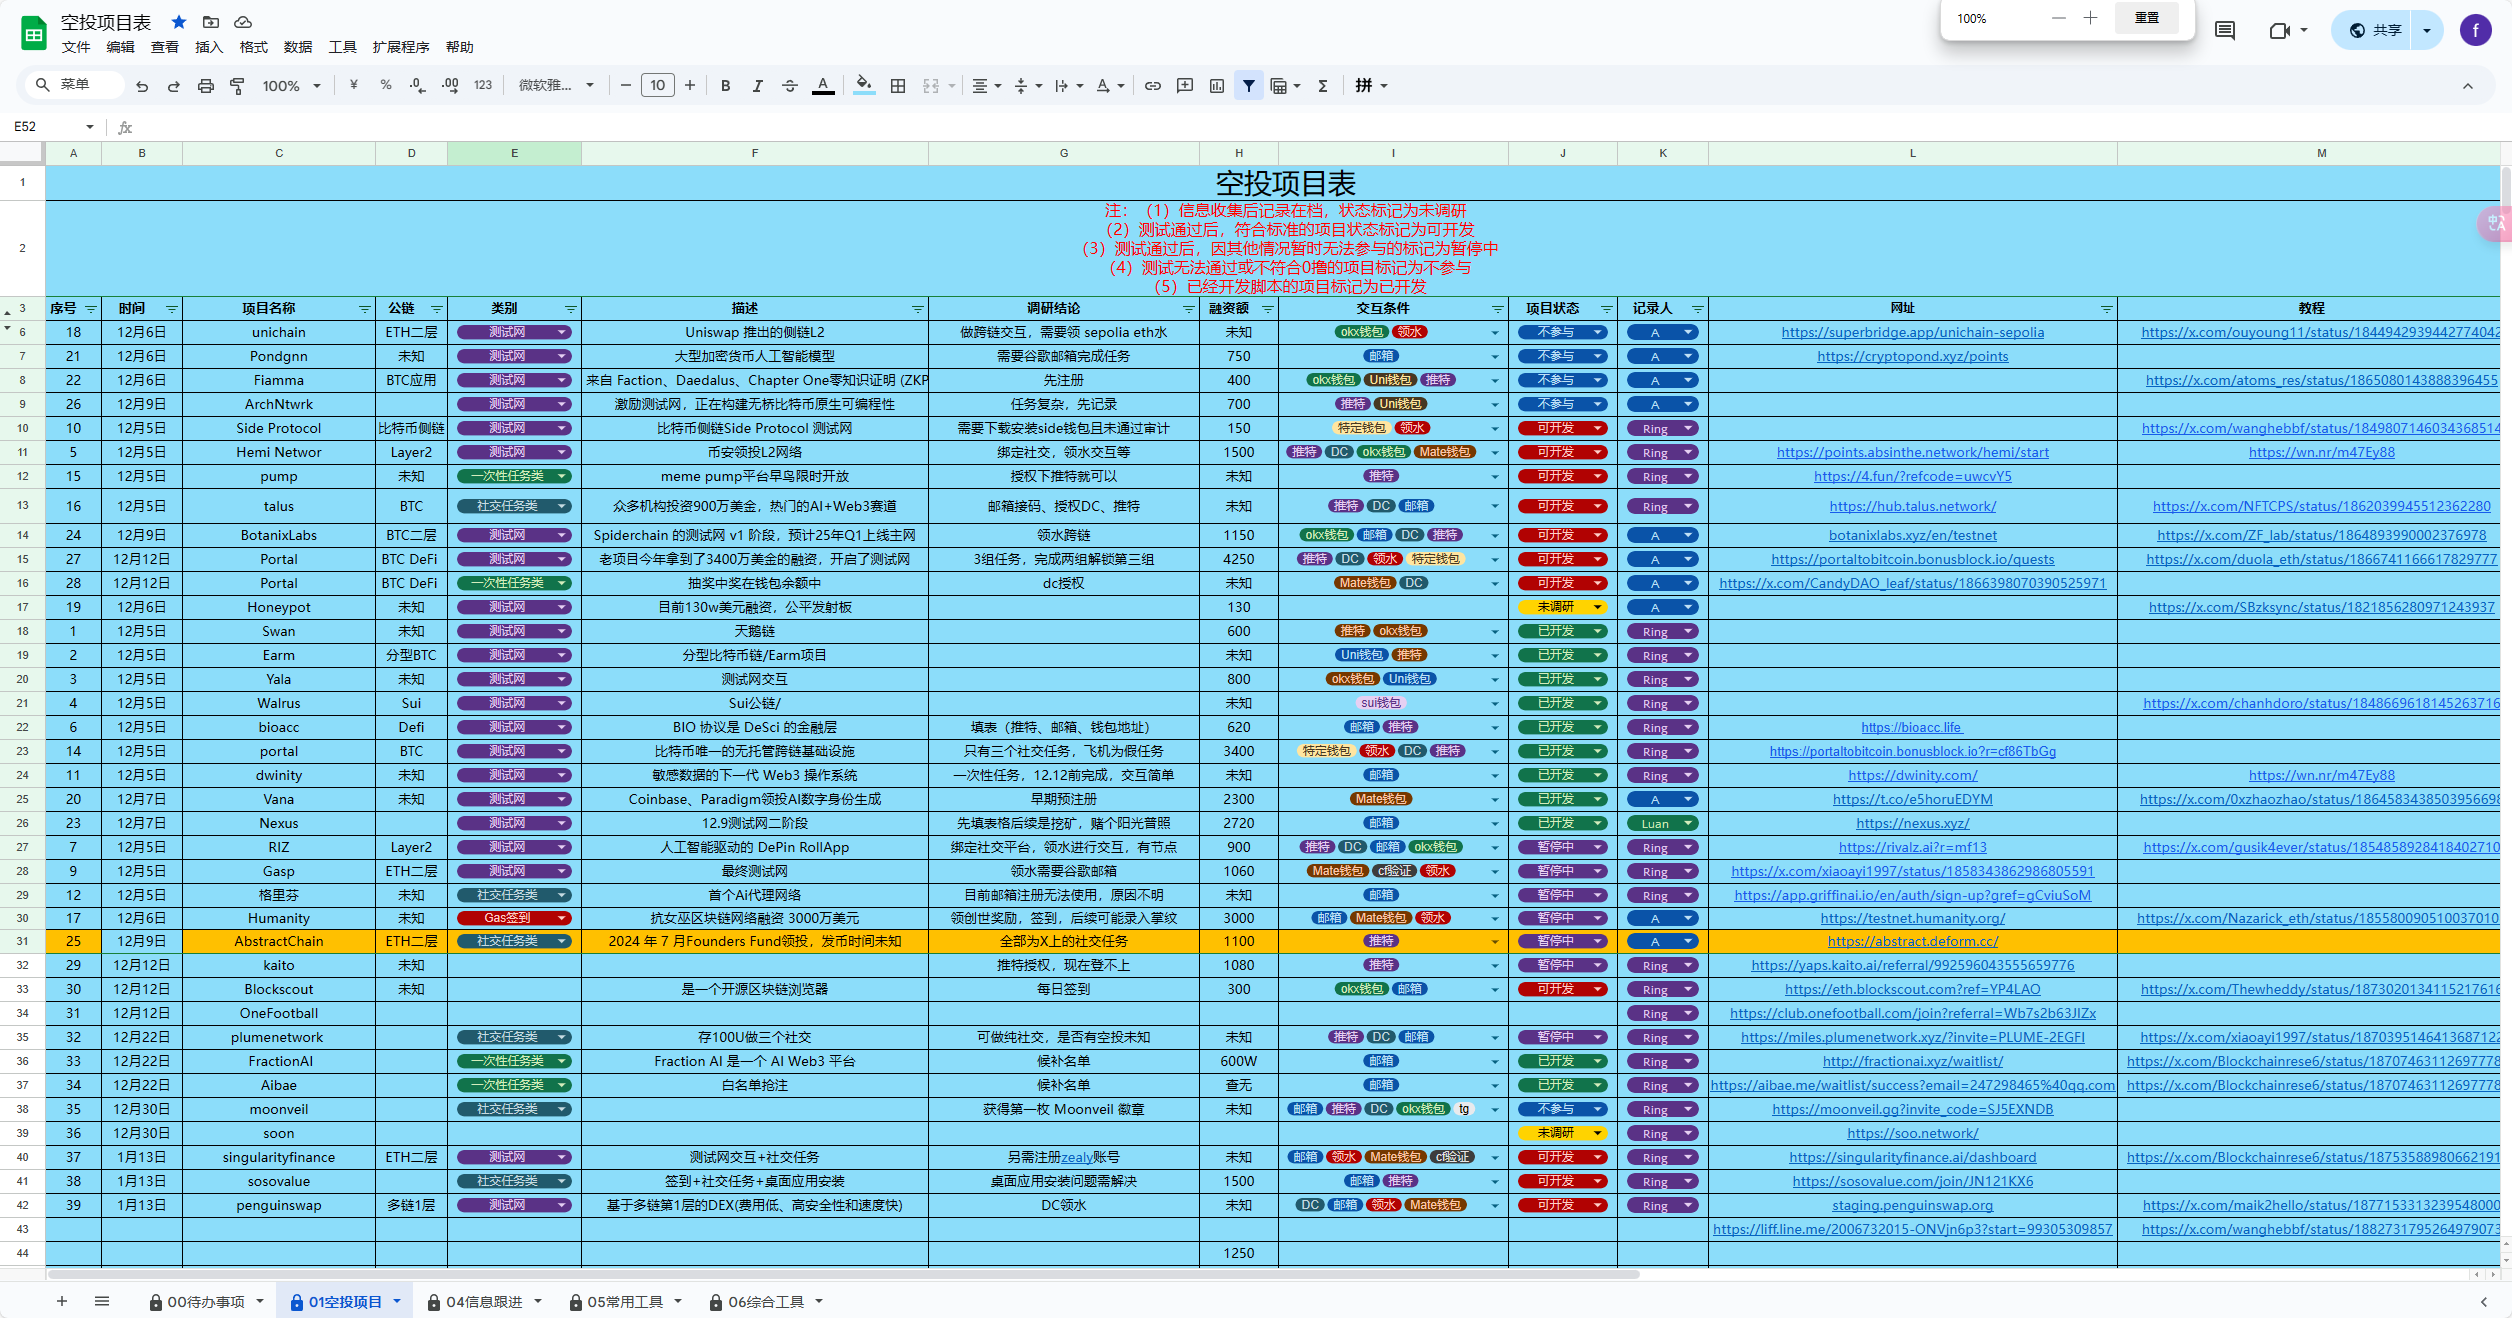 空投项目表
文件 编辑 查看 插入 格式 数据 工具 扩展程序 帮助
100% 重置
共享
f
菜单 100% ¥ % .0 .00 123 微软雅... 10 B I A Σ 拼
E52 fx
A B C D E F G H I J K L M
1 空投项目表
2 注：（1）信息收集后记录在档，状态标记为未调研
（2）测试通过后，符合标准的项目状态标记为可开发
（3）测试通过后，因其他情况暂时无法参与的标记为暂停中
（4）测试无法通过或不符合0撸的项目标记为不参与
（5）已经开发脚本的项目标记为已开发
3 序号 时间 项目名称 公链 类别 描述 调研结论 融资额 交互条件 项目状态 记录人 网址 教程
6 18 12月6日 unichain ETH二层 测试网 Uniswap 推出的侧链L2 做跨链交互，需要领 sepolia eth水 未知 okx钱包 领水 不参与 A https://superbridge.app/unichain-sepolia https://x.com/ouyoung11/status/1844942939442774042
7 21 12月6日 Pondgnn 未知 测试网 大型加密货币人工智能模型 需要谷歌邮箱完成任务 750 邮箱 不参与 A https://cryptopond.xyz/points
8 22 12月6日 Fiamma BTC应用 测试网 来自 Faction、Daedalus、Chapter One零知识证明 (ZKP 先注册 400 okx钱包 Uni钱包 推特 不参与 A https://x.com/atoms_res/status/1865080143888396455
9 26 12月9日 ArchNtwrk 测试网 激励测试网，正在构建无桥比特币原生可编程性 任务复杂，先记录 700 推特 Uni钱包 不参与 A
10 10 12月5日 Side Protocol 比特币侧链 测试网 比特币侧链Side Protocol 测试网 需要下载安装side钱包且未通过审计 150 特定钱包 领水 可开发 Ring https://x.com/wanghebbf/status/1849807146034368514
11 5 12月5日 Hemi Networ Layer2 测试网 币安领投L2网络 绑定社交，领水交互等 1500 推特 DC okx钱包 Mate钱包 可开发 Ring https://points.absinthe.network/hemi/start https://wn.nr/m47Ey88
12 15 12月5日 pump 未知 一次性任务类 meme pump平台早鸟限时开放 授权下推特就可以 未知 推特 可开发 Ring https://4.fun/?refcode=uwcvY5
13 16 12月5日 talus BTC 社交任务类 众多机构投资900万美金，热门的AI+Web3赛道 邮箱接码、授权DC、推特 未知 推特 DC 邮箱 可开发 Ring https://hub.talus.network/ https://x.com/NFTCPS/status/1862039945512362280
14 24 12月9日 BotanixLabs BTC二层 测试网 Spiderchain 的测试网 v1 阶段，预计25年Q1上线主网 领水跨链 1150 okx钱包 邮箱 DC 推特 可开发 A botanixlabs.xyz/en/testnet https://x.com/ZF_lab/status/1864893990002376978
15 27 12月12日 Portal BTC DeFi 测试网 老项目今年拿到了3400万美金的融资，开启了测试网 3组任务，完成两组解锁第三组 4250 推特 DC 领水 特定钱包 可开发 A https://portaltobitcoin.bonusblock.io/quests https://x.com/duola_eth/status/1866741166617829777
16 28 12月12日 Portal BTC DeFi 一次性任务类 抽奖中奖在钱包余额中 dc授权 未知 Mate钱包 DC 可开发 A https://x.com/CandyDAO_leaf/status/1866398070390525971
17 19 12月6日 Honeypot 未知 测试网 目前130w美元融资，公平发射板 130 未调研 A https://x.com/SBzksync/status/1821856280971243937
18 1 12月5日 Swan 未知 测试网 天鹅链 600 推特 okx钱包 已开发 Ring
19 2 12月5日 Earm 分型BTC 测试网 分型比特币链/Earm项目 未知 Uni钱包 推特 已开发 Ring
20 3 12月5日 Yala 未知 测试网 测试网交互 800 okx钱包 Uni钱包 已开发 Ring
21 4 12月5日 Walrus Sui 测试网 Sui公链/ 未知 sui钱包 已开发 Ring https://x.com/chanhdoro/status/1848669618145263716
22 6 12月5日 bioacc Defi 测试网 BIO 协议是 DeSci 的金融层 填表（推特、邮箱、钱包地址） 620 邮箱 推特 已开发 Ring https://bioacc.life
23 14 12月5日 portal BTC 测试网 比特币唯一的无托管跨链基础设施 只有三个社交任务，飞机为假任务 3400 特定钱包 领水 DC 推特 已开发 Ring https://portaltobitcoin.bonusblock.io?r=cf86TbGg
24 11 12月5日 dwinity 未知 测试网 敏感数据的下一代 Web3 操作系统 一次性任务，12.12前完成，交互简单 未知 邮箱 已开发 Ring https://dwinity.com/ https://wn.nr/m47Ey88
25 20 12月7日 Vana 未知 测试网 Coinbase、Paradigm领投AI数字身份生成 早期预注册 2300 Mate钱包 已开发 A https://t.co/e5horuEDYM https://x.com/0xzhaozhao/status/1864583438503956698
26 23 12月7日 Nexus 测试网 12.9测试网二阶段 先填表格后续是挖矿，赌个阳光普照 2720 邮箱 已开发 Luan https://nexus.xyz/
27 7 12月5日 RIZ Layer2 测试网 人工智能驱动的 DePin RollApp 绑定社交平台，领水进行交互，有节点 900 推特 DC 邮箱 okx钱包 暂停中 Ring https://rivalz.ai?r=mf13 https://x.com/gusik4ever/status/1854858928418402710
28 9 12月5日 Gasp ETH二层 测试网 最终测试网 领水需要谷歌邮箱 1060 Mate钱包 cf验证 领水 暂停中 Ring https://x.com/xiaoayi1997/status/1858343862986805591
29 12 12月5日 格里芬 未知 社交任务类 首个Ai代理网络 目前邮箱注册无法使用，原因不明 未知 邮箱 暂停中 Ring https://app.griffinai.io/en/auth/sign-up?gref=gCviuSoM
30 17 12月6日 Humanity 未知 Gas签到 抗女巫区块链网络融资 3000万美元 领创世奖励，签到，后续可能录入掌纹 3000 邮箱 Mate钱包 领水 暂停中 A https://testnet.humanity.org/ https://x.com/Nazarick_eth/status/185580090510037010
31 25 12月9日 AbstractChain ETH二层 社交任务类 2024 年 7 月Founders Fund领投，发币时间未知 全部为X上的社交任务 1100 推特 暂停中 A https://abstract.deform.cc/
32 29 12月12日 kaito 未知 推特授权，现在登不上 1080 推特 暂停中 Ring https://yaps.kaito.ai/referral/992596043555659776
33 30 12月12日 Blockscout 未知 是一个开源区块链浏览器 每日签到 300 okx钱包 邮箱 可开发 Ring https://eth.blockscout.com?ref=YP4LAO https://x.com/Thewheddy/status/1873020134115217616
34 31 12月12日 OneFootball Ring https://club.onefootball.com/join?referral=Wb7s2b63JIZx
35 32 12月22日 plumenetwork 社交任务类 存100U做三个社交 可做纯社交，是否有空投未知 未知 推特 DC 邮箱 暂停中 Ring https://miles.plumenetwork.xyz/?invite=PLUME-2EGFI https://x.com/xiaoayi1997/status/1870395146413687122
36 33 12月22日 FractionAI 一次性任务类 Fraction AI 是一个 AI Web3 平台 候补名单 600W 邮箱 已开发 Ring http://fractionai.xyz/waitlist/ https://x.com/Blockchainrese6/status/18707463112697778
37 34 12月22日 Aibae 一次性任务类 白名单抢注 候补名单 查无 邮箱 已开发 Ring https://aibae.me/waitlist/success?email=247298465%40qq.com https://x.com/Blockchainrese6/status/18707463112697778
38 35 12月30日 moonveil 社交任务类 获得第一枚 Moonveil 徽章 未知 邮箱 推特 DC okx钱包 tg 不参与 Ring https://moonveil.gg?invite_code=SJ5EXNDB
39 36 12月30日 soon 未调研 Ring https://soo.network/
40 37 1月13日 singularityfinance ETH二层 测试网 测试网交互+社交任务 另需注册zealy账号 未知 邮箱 领水 Mate钱包 cf验证 可开发 Ring https://singularityfinance.ai/dashboard https://x.com/Blockchainrese6/status/18753588980662191
41 38 1月13日 sosovalue 社交任务类 签到+社交任务+桌面应用安装 桌面应用安装问题需解决 1500 邮箱 推特 可开发 Ring https://sosovalue.com/join/JN121KX6
42 39 1月13日 penguinswap 多链1层 测试网 基于多链第1层的DEX(费用低、高安全性和速度快) DC领水 未知 DC 邮箱 领水 Mate钱包 可开发 Ring staging.penguinswap.org https://x.com/maik2hello/status/1877153313239548000
43 https://liff.line.me/2006732015-ONVjn6p3?start=99305309857 https://x.com/wanghebbf/status/1882731795264979073
44 1250
00待办事项 01空投项目 04信息跟进 05常用工具 06综合工具